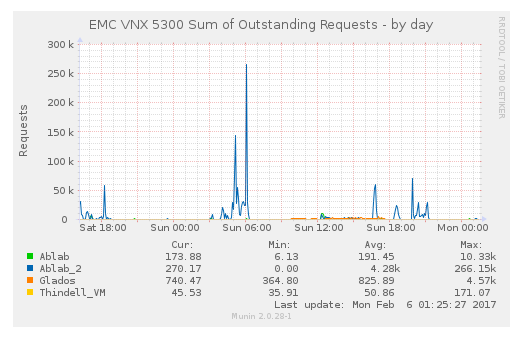 EMC VNX 5300 Sum of Outstanding Requests - by day
RRDTOOL / TOBI OETIKER
Requests
300 k
250 k
200 k
150 k
100 k
50 k
0
Sat 18:00 Sun 00:00 Sun 06:00 Sun 12:00 Sun 18:00 Mon 00:00
Cur: Min: Avg: Max:
Ablab 173.88 6.13 191.45 10.33k
Ablab_2 270.17 0.00 4.28k 266.15k
Glados 740.47 364.80 825.89 4.57k
Thindell_VM 45.53 35.91 50.86 171.07
Last update: Mon Feb 6 01:25:27 2017
Munin 2.0.28-1